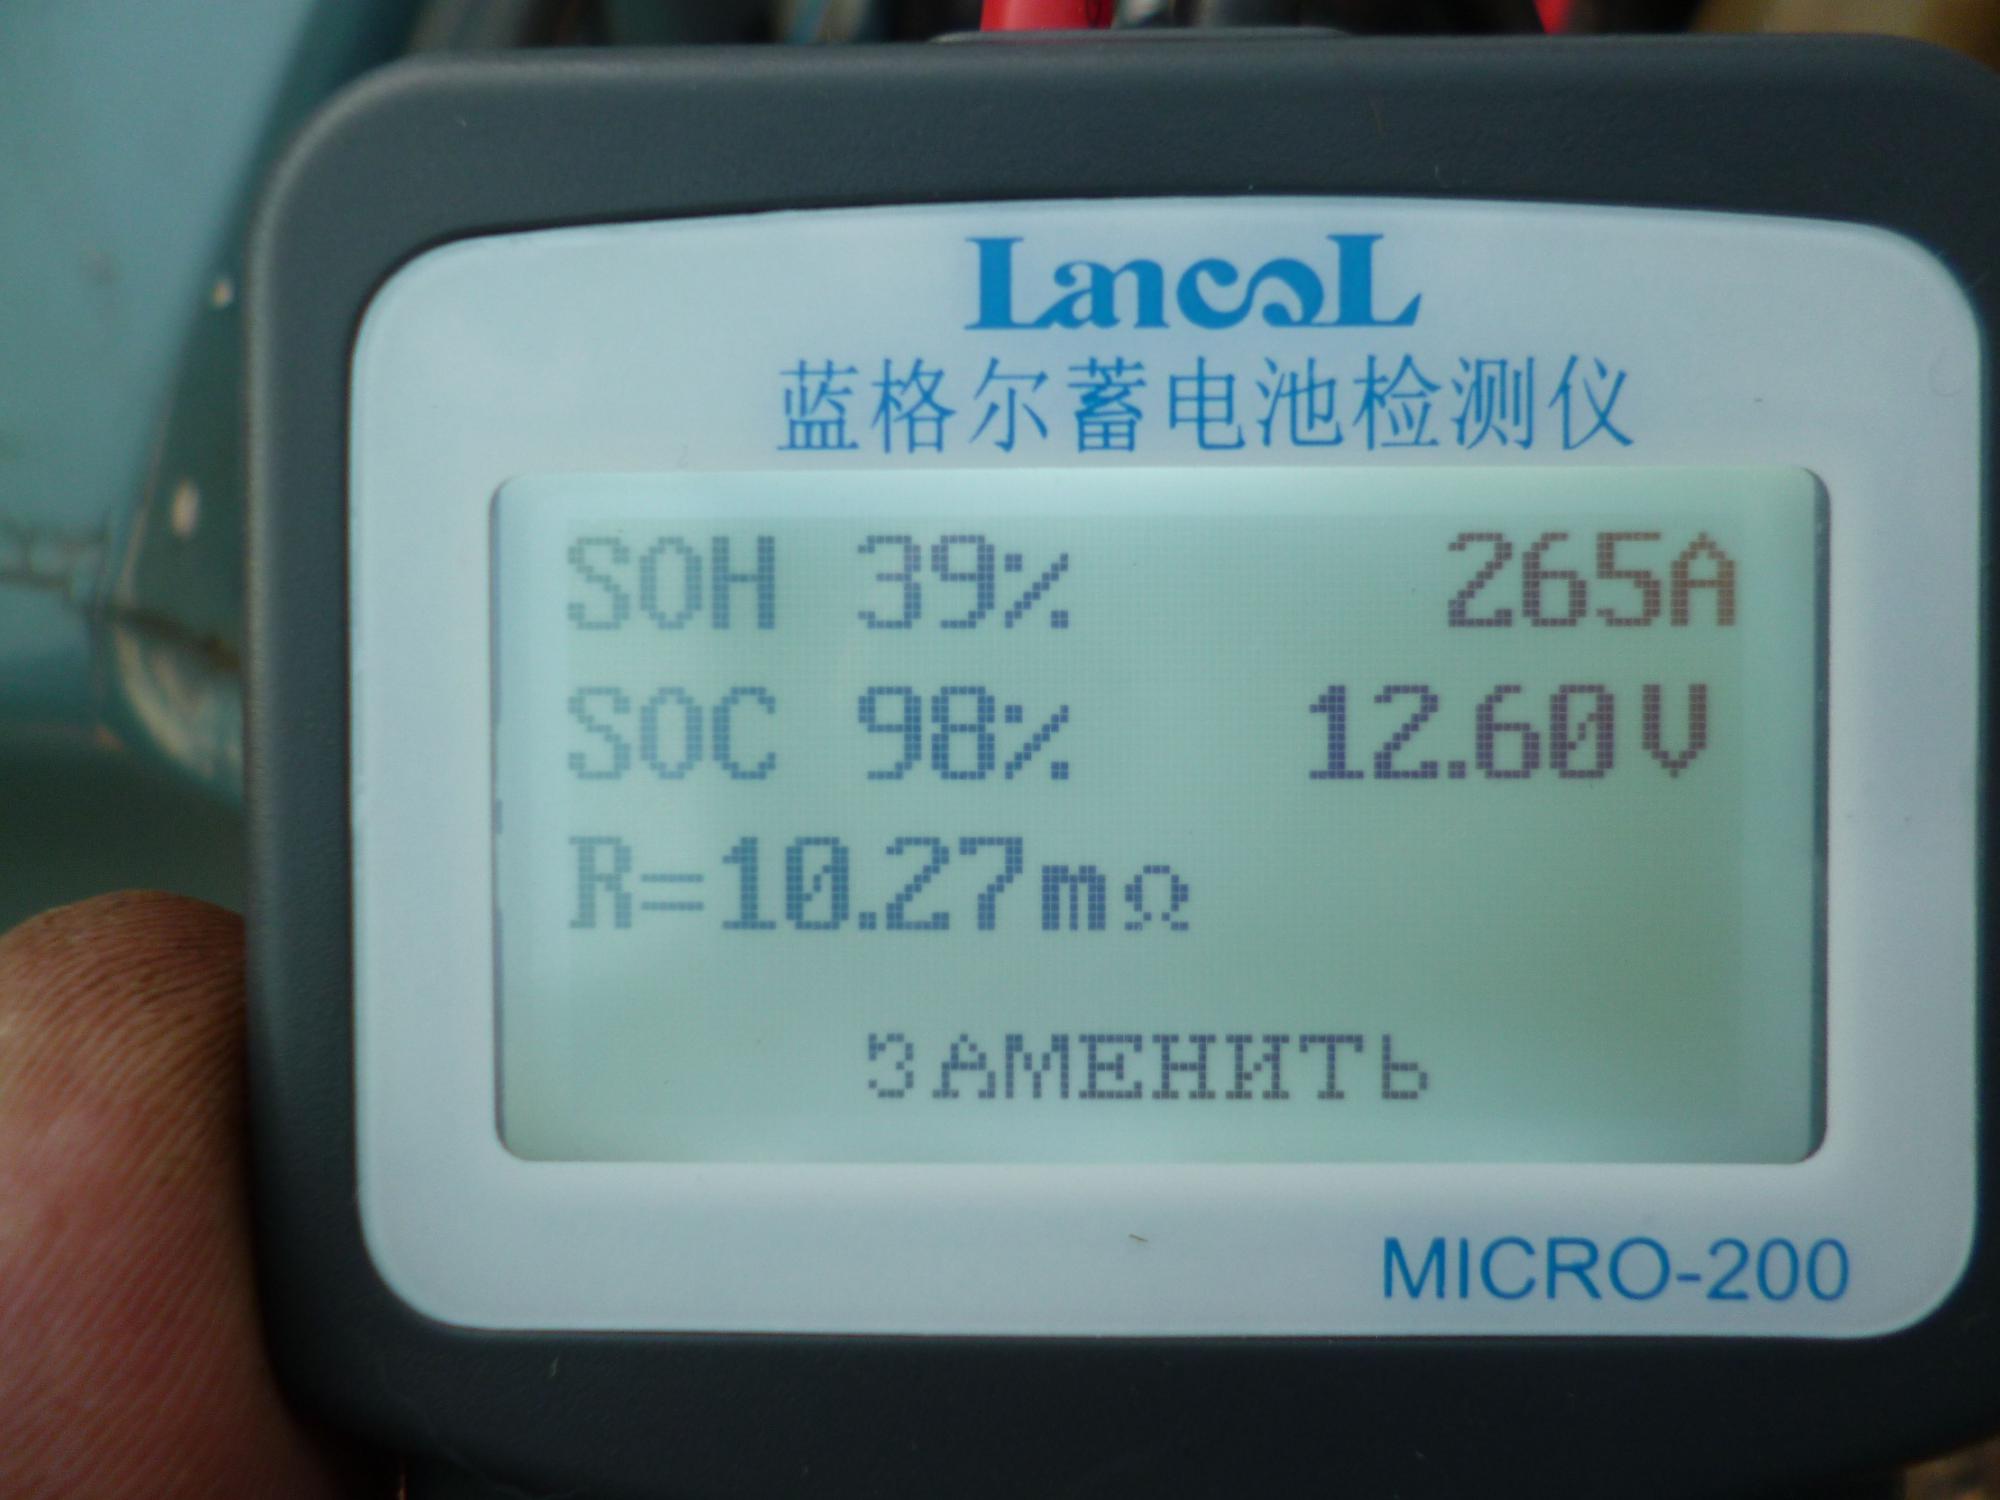 LancoL
蓝格尔蓄电池检测仪
SOH 39% 265A
SOC 98% 12.60V
R=10.27mΩ
ЗАМЕНИТЬ
MICRO-200